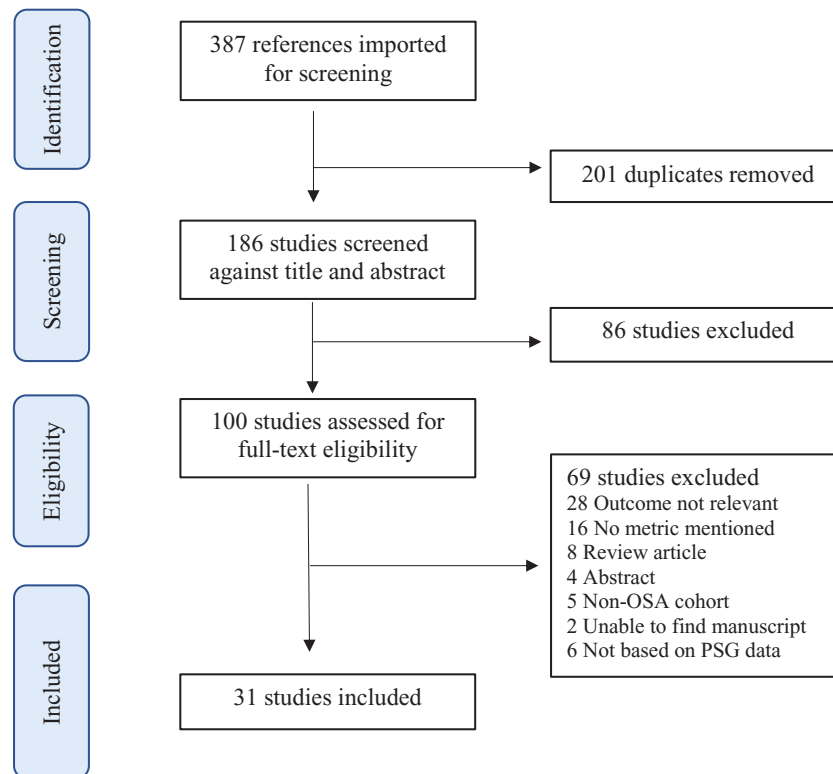 Identification
387 references imported
for screening
201 duplicates removed
Screening
186 studies screened
against title and abstract
86 studies excluded
Eligibility
100 studies assessed for
full-text eligibility
69 studies excluded
28 Outcome not relevant
16 No metric mentioned
8 Review article
4 Abstract
5 Non-OSA cohort
2 Unable to find manuscript
6 Not based on PSG data
Included
31 studies included